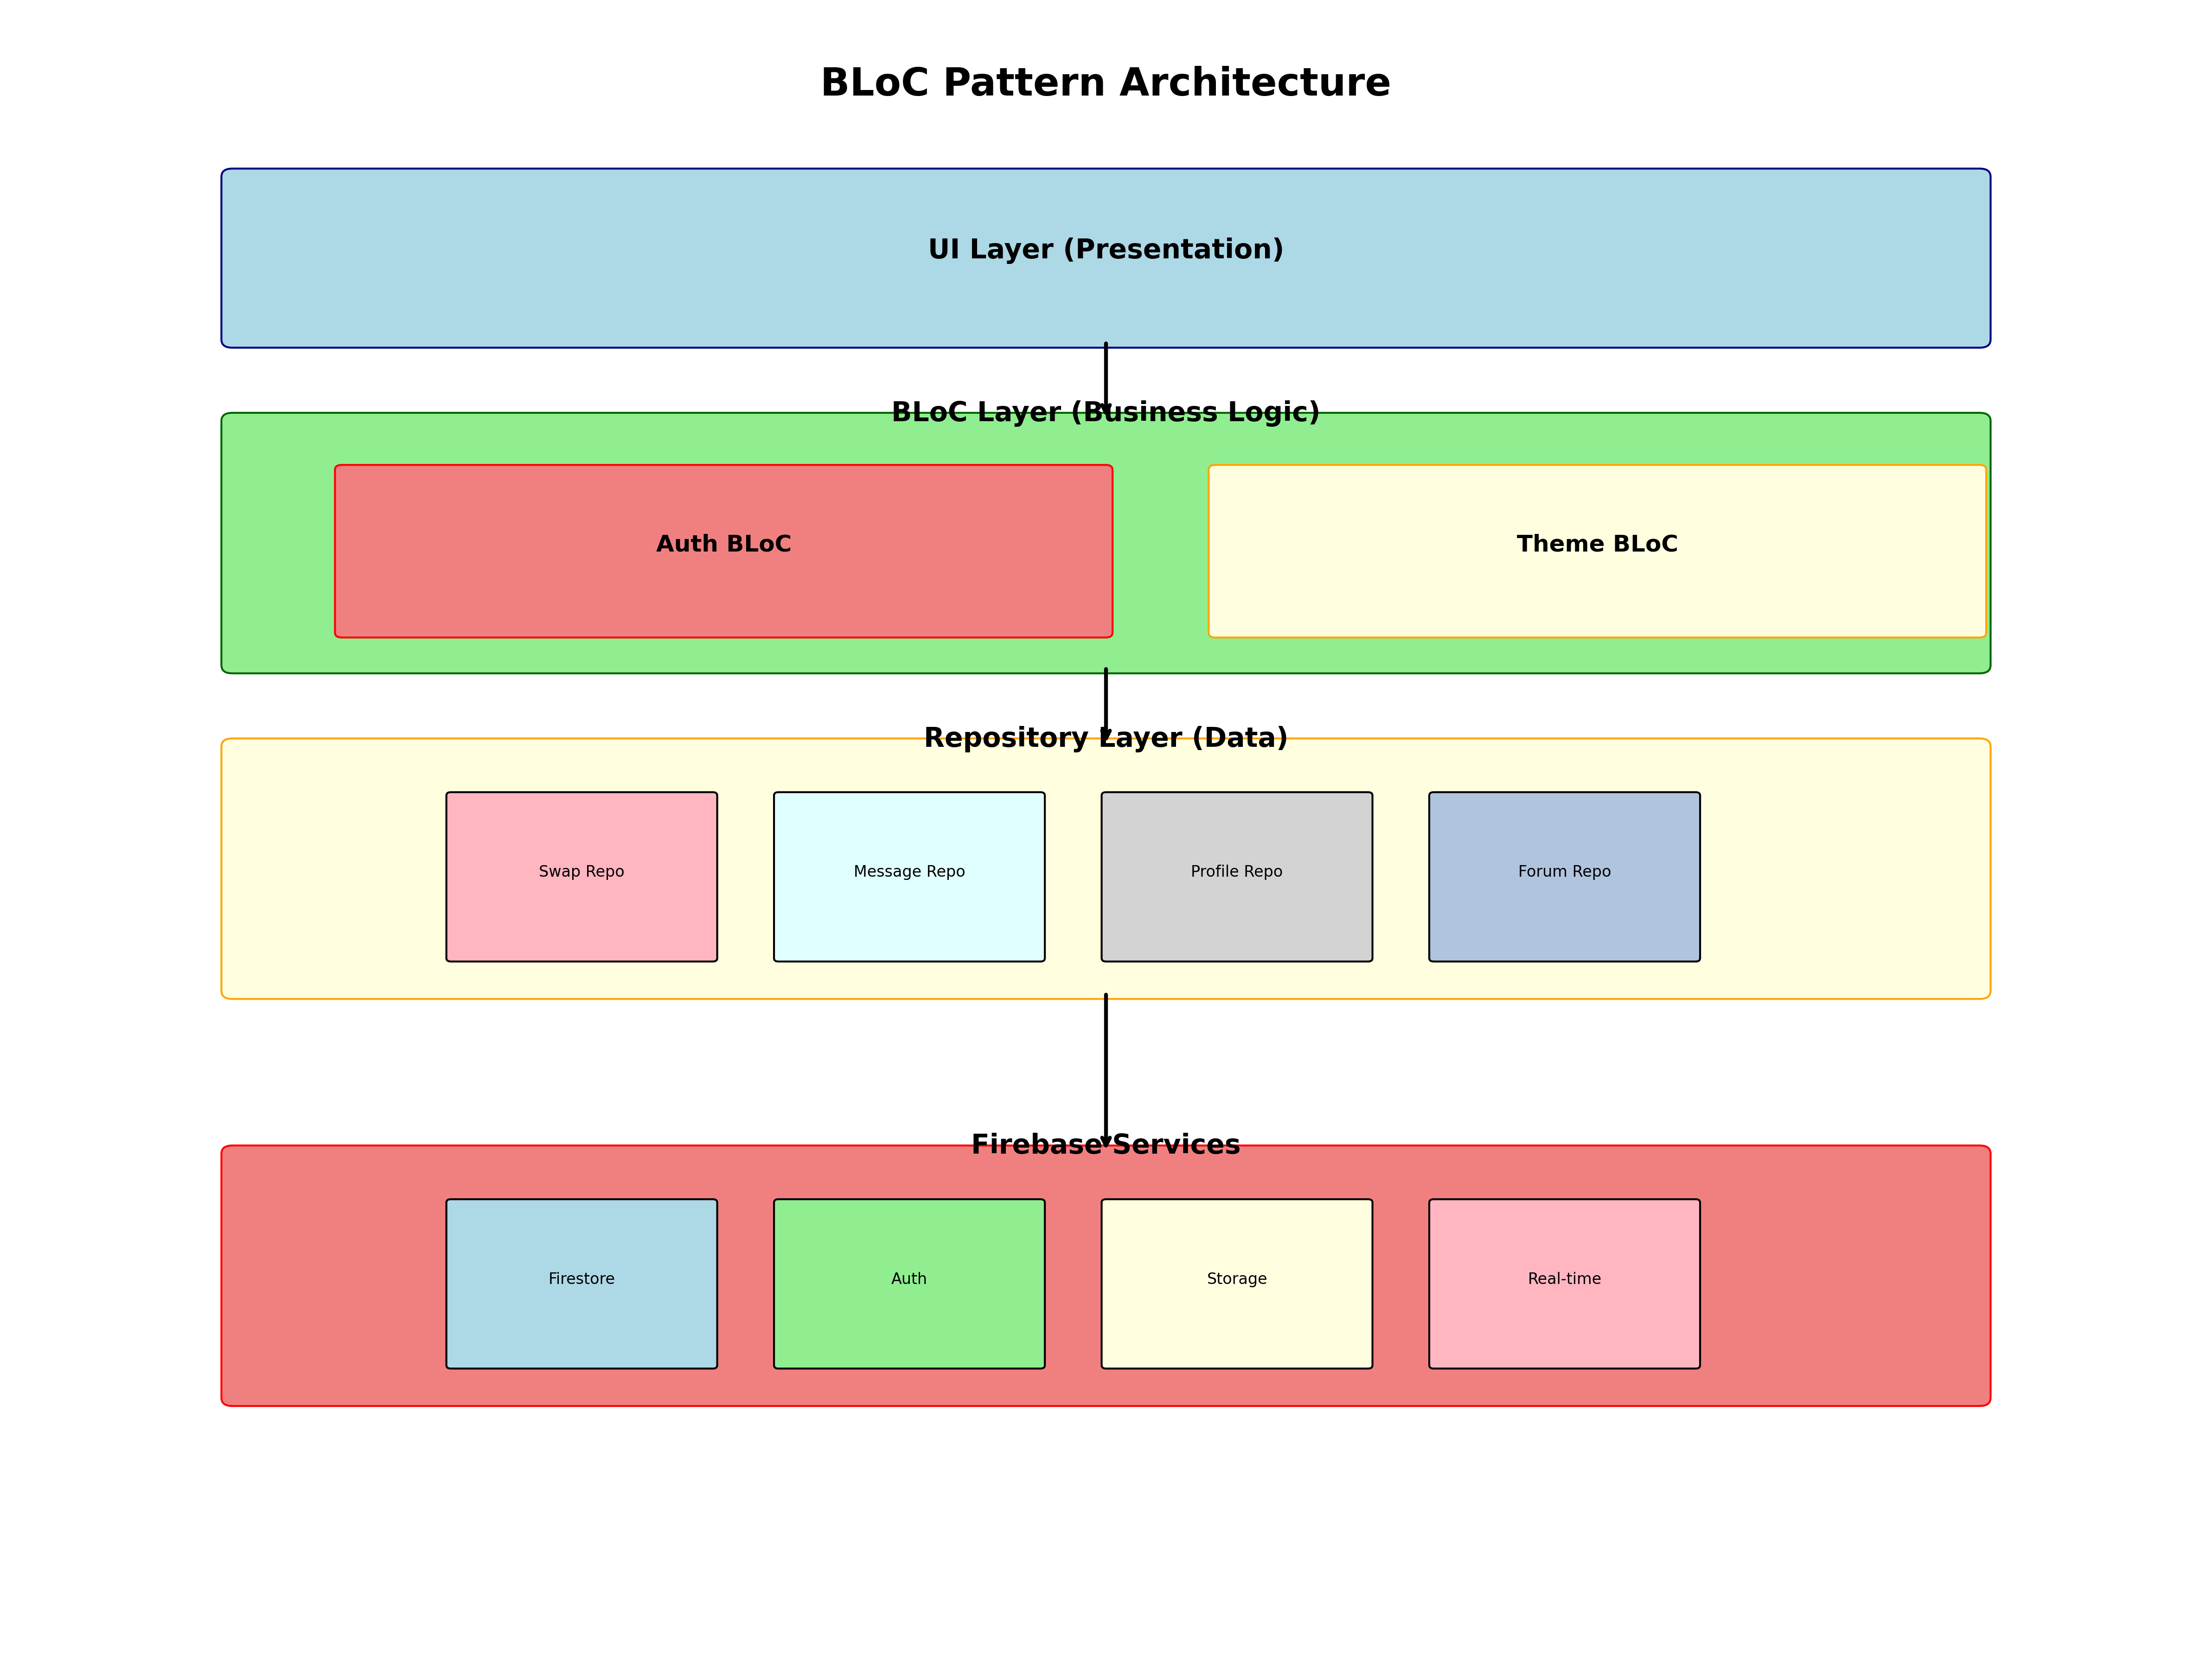 BLoC Pattern Architecture
UI Layer (Presentation)
BLoC Layer (Business Logic)
Auth BLoC
Theme BLoC
Repository Layer (Data)
Swap Repo
Message Repo
Profile Repo
Forum Repo
Firebase Services
Firestore
Auth
Storage
Real-time